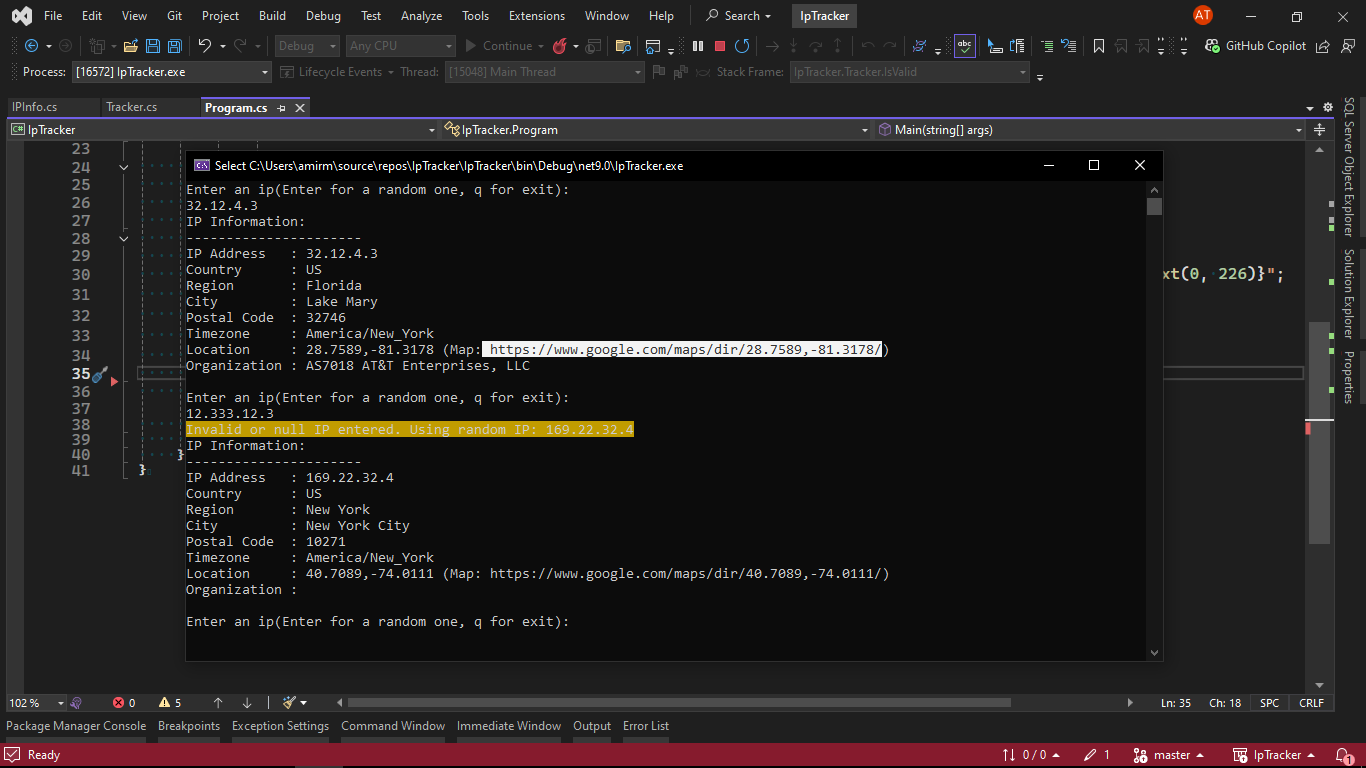 File Edit View Git Project Build Debug Test Analyze Tools Extensions Window Help Search IpTracker AT
Debug Any CPU Continue abc GitHub Copilot
Process: [16572] IpTracker.exe Lifecycle Events Thread: [15048] Main Thread Stack Frame: IpTracker.Tracker.IsValid
IPInfo.cs Tracker.cs Program.cs
C# IpTracker IpTracker.Program Main(string[] args)
23
24
25
26
27
28
29
30 xt(0, 226)}";
31
32
33
34
35
36
37
38
39
40 }
41 }
Select C:\Users\amirm\source\repos\IpTracker\IpTracker\bin\Debug\net9.0\IpTracker.exe
Enter an ip(Enter for a random one, q for exit):
32.12.4.3
IP Information:
----------------------
IP Address : 32.12.4.3
Country : US
Region : Florida
City : Lake Mary
Postal Code : 32746
Timezone : America/New_York
Location : 28.7589,-81.3178 (Map: https://www.google.com/maps/dir/28.7589,-81.3178/)
Organization : AS7018 AT&T Enterprises, LLC
Enter an ip(Enter for a random one, q for exit):
12.333.12.3
Invalid or null IP entered. Using random IP: 169.22.32.4
IP Information:
----------------------
IP Address : 169.22.32.4
Country : US
Region : New York
City : New York City
Postal Code : 10271
Timezone : America/New_York
Location : 40.7089,-74.0111 (Map: https://www.google.com/maps/dir/40.7089,-74.0111/)
Organization :
Enter an ip(Enter for a random one, q for exit):
SQL Server Object Explorer
Solution Explorer
Properties
102 % 0 5 Ln: 35 Ch: 18 SPC CRLF
Package Manager Console Breakpoints Exception Settings Command Window Immediate Window Output Error List
Ready 0 / 0 1 master IpTracker 1